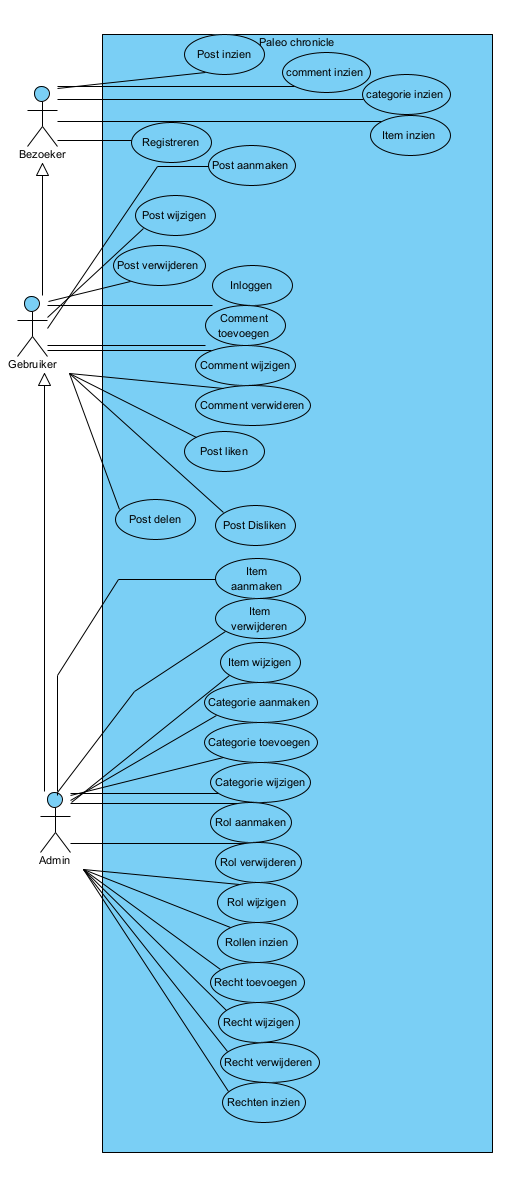 Paleo chronicle
Post inzien
comment inzien
categorie inzien
Item inzien
Bezoeker
Registreren
Post aanmaken
Post wijzigen
Post verwijderen
Inloggen
Comment
toevoegen
Gebruiker
Comment wijzigen
Comment verwideren
Post liken
Post delen
Post Disliken
Item
aanmaken
Item
verwijderen
Item wijzigen
Categorie aanmaken
Categorie toevoegen
Categorie wijzigen
Rol aanmaken
Admin
Rol verwijderen
Rol wijzigen
Rollen inzien
Recht toevoegen
Recht wijzigen
Recht verwijderen
Rechten inzien